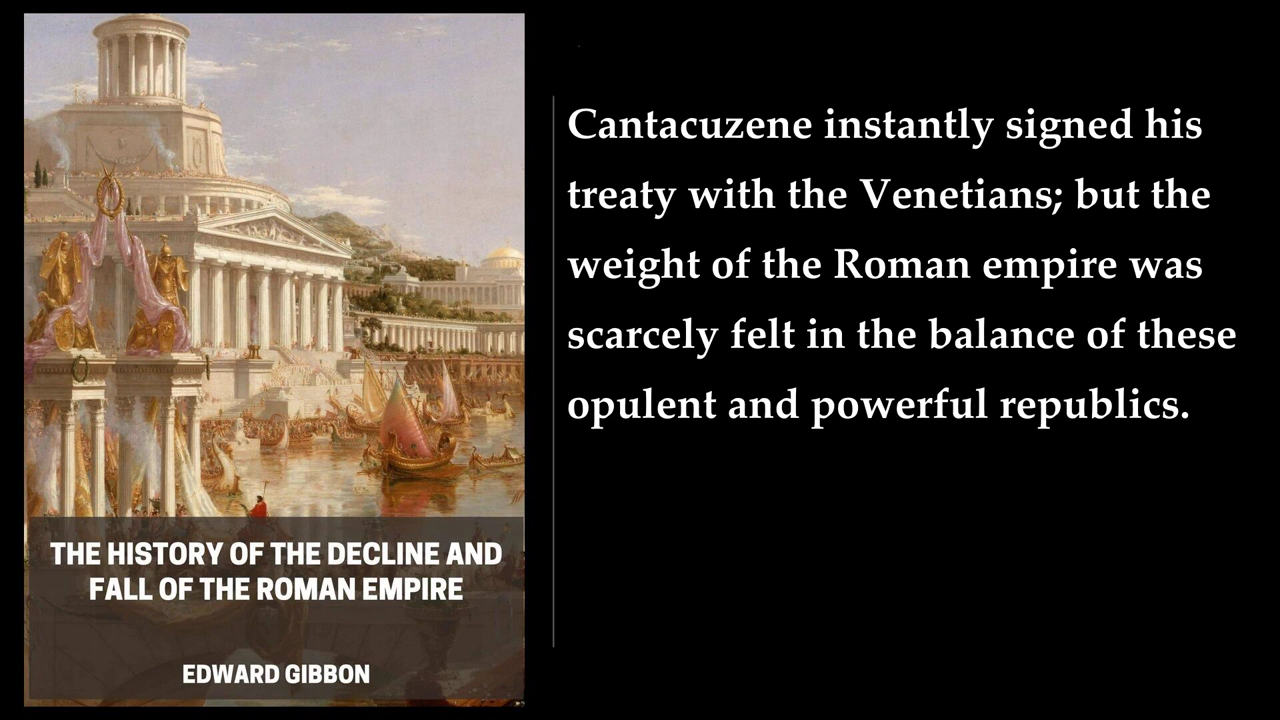 THE HISTORY OF THE DECLINE AND
FALL OF THE ROMAN EMPIRE
EDWARD GIBBON
Cantacuzene instantly signed his
treaty with the Venetians; but the
weight of the Roman empire was
scarcely felt in the balance of these
opulent and powerful republics.